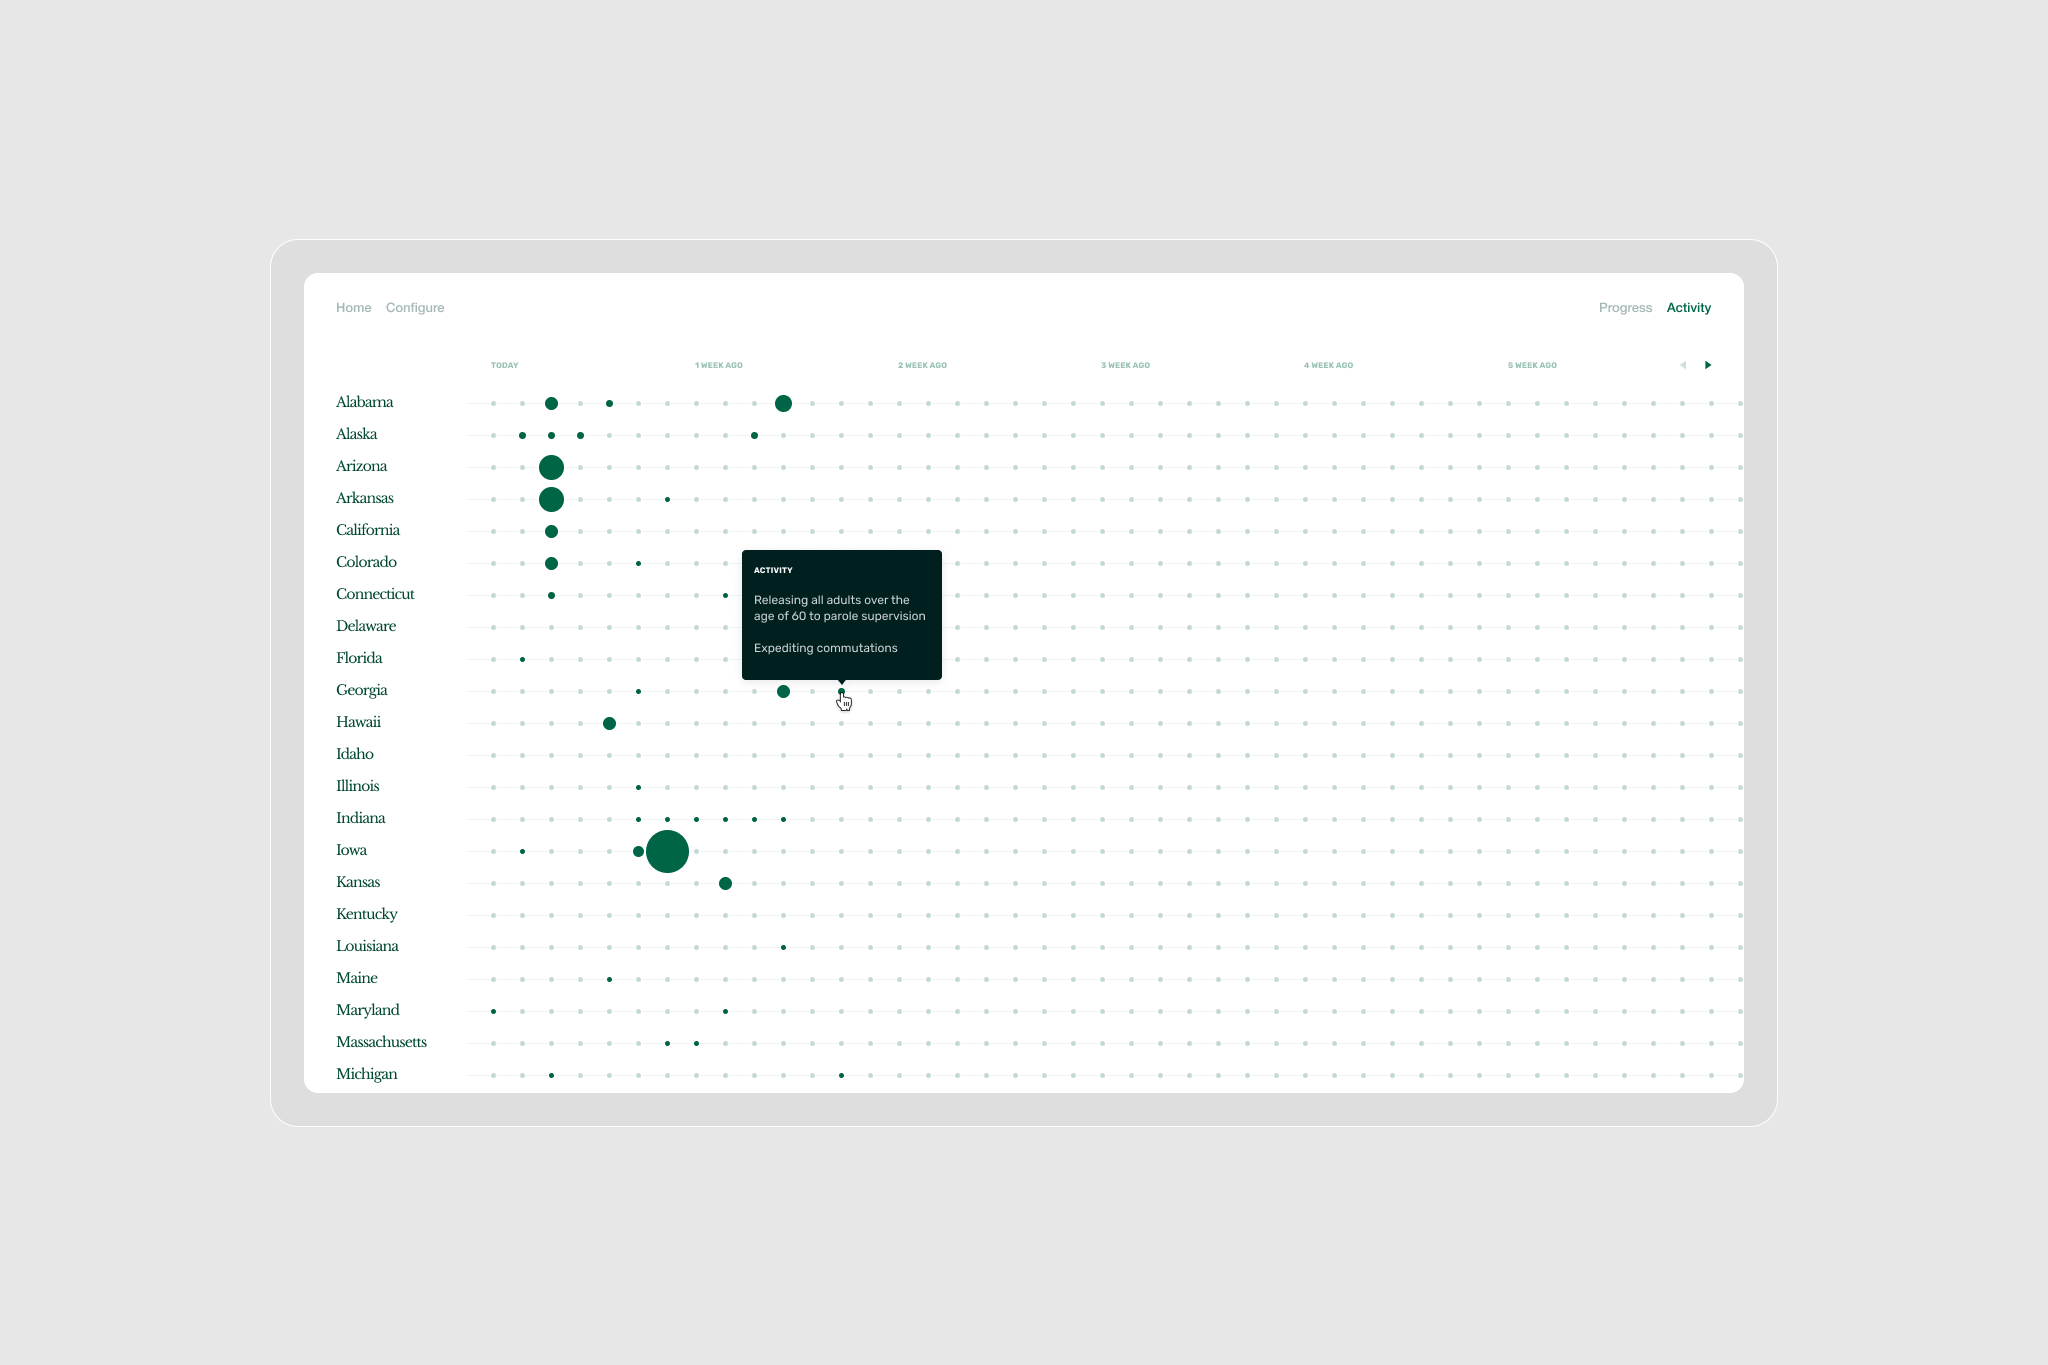 Home Configure Progress Activity
TODAY 1 WEEK AGO 2 WEEK AGO 3 WEEK AGO 4 WEEK AGO 5 WEEK AGO
Alabama
Alaska
Arizona
Arkansas
California
Colorado
Connecticut
Delaware
Florida
Georgia
Hawaii
Idaho
Illinois
Indiana
Iowa
Kansas
Kentucky
Louisiana
Maine
Maryland
Massachusetts
Michigan
ACTIVITY
Releasing all adults over the
age of 60 to parole supervision
Expediting commutations